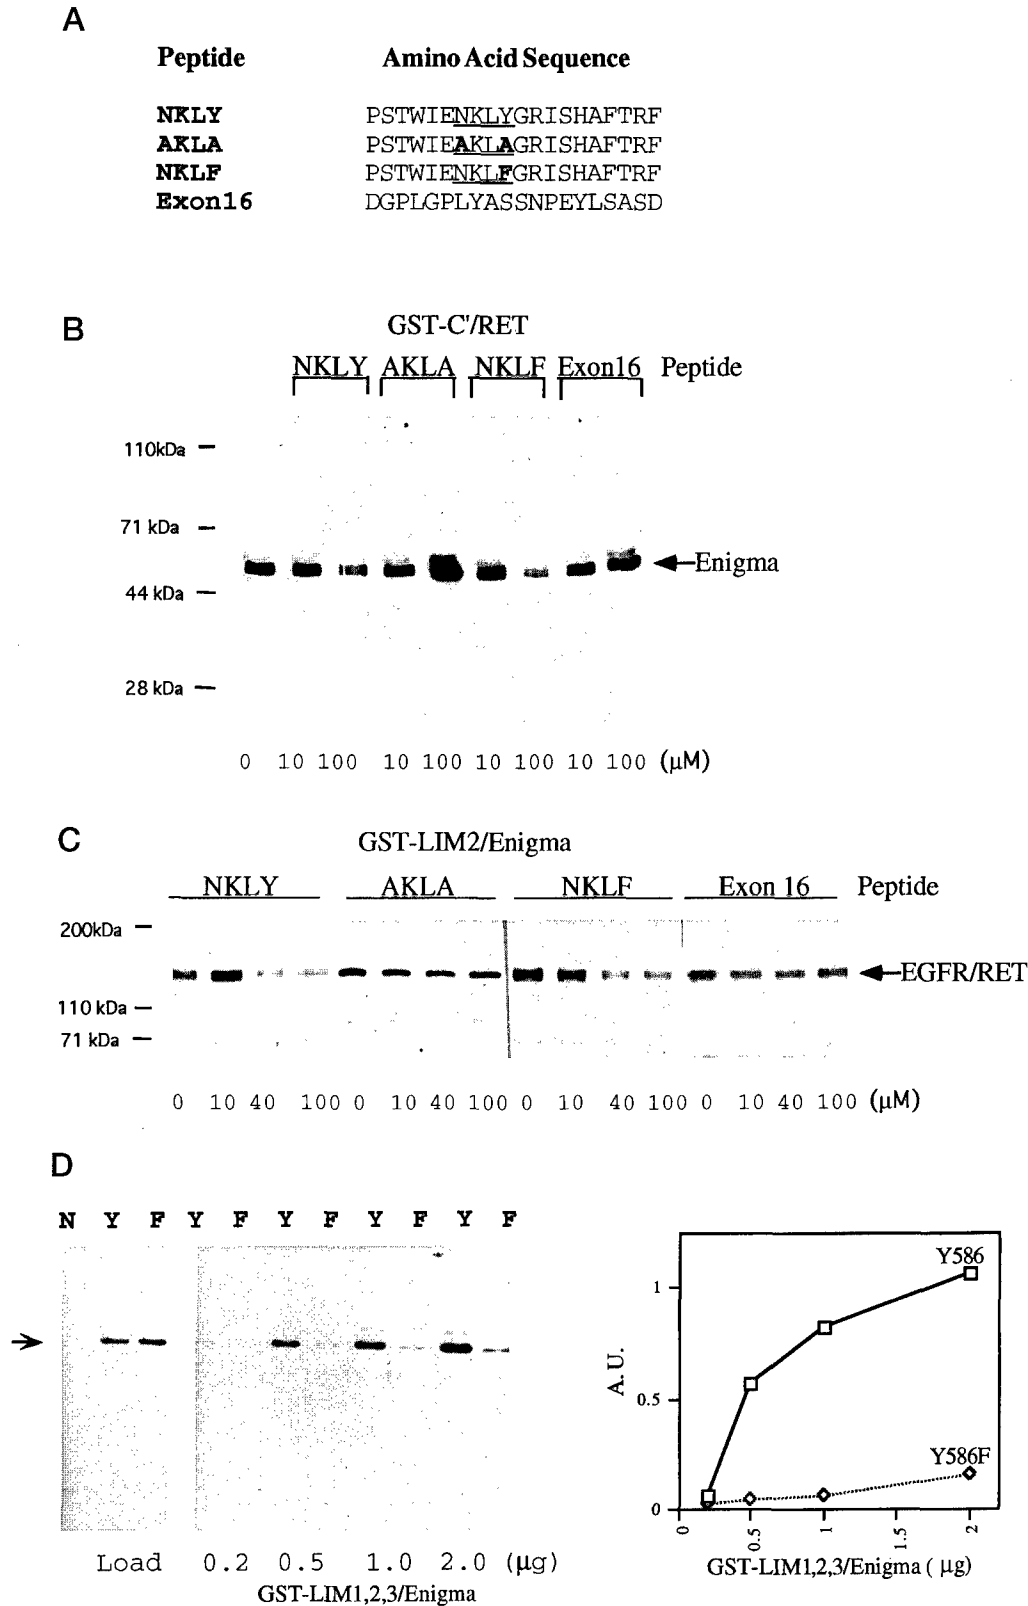 A
Peptide Amino Acid Sequence
NKLY PSTWIENKLYGRISHAFTRF
AKLA PSTWIEAKLAGRISHAFTRF
NKLF PSTWIENKLFGRISHAFTRF
Exon16 DGPLGPLYASSNPEYLSASD
B
GST-C'/RET
NKLY AKLA NKLF Exon16 Peptide
110kDa
71 kDa
Enigma
44 kDa
28 kDa
0 10 100 10 100 10 100 10 100 (µM)
C
GST-LIM2/Enigma
NKLY AKLA NKLF Exon 16 Peptide
200kDa
EGFR/RET
110 kDa
71 kDa
0 10 40 100 0 10 40 100 0 10 40 100 0 10 40 100 (µM)
D
N Y F Y F Y F Y F Y F
Load 0.2 0.5 1.0 2.0 (µg)
GST-LIM1,2,3/Enigma
Y586
1
A.U.
0.5
Y586F
0
0 0.5 1 1.5 2
GST-LIM1,2,3/Enigma ( µg)